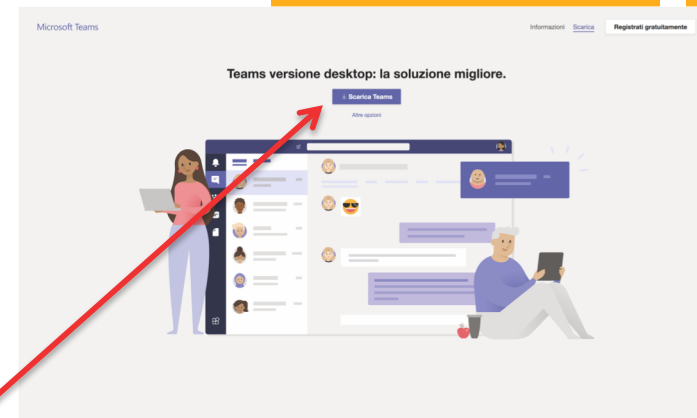 Microsoft Teams
Informazioni Scarica Registrati gratuitamente
Teams versione desktop: la soluzione migliore.
Scarica Teams
Altre opzioni